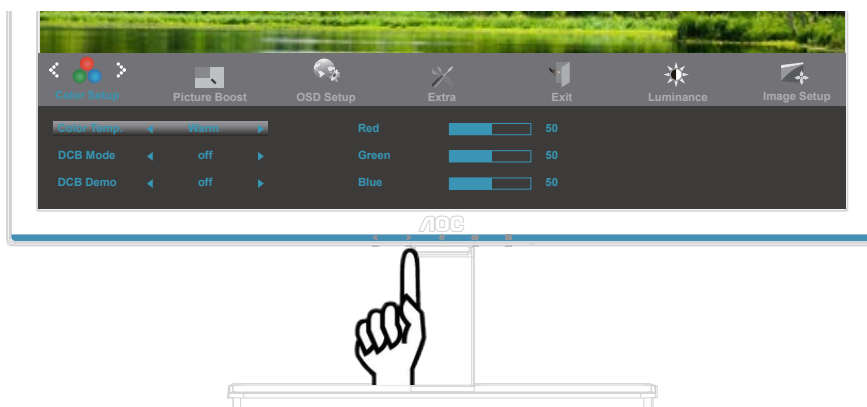 Color Setup Picture Boost OSD Setup Extra Exit Luminance Image Setup
Color Temp. Warm Red 50
DCB Mode off Green 50
DCB Demo off Blue 50
AOC